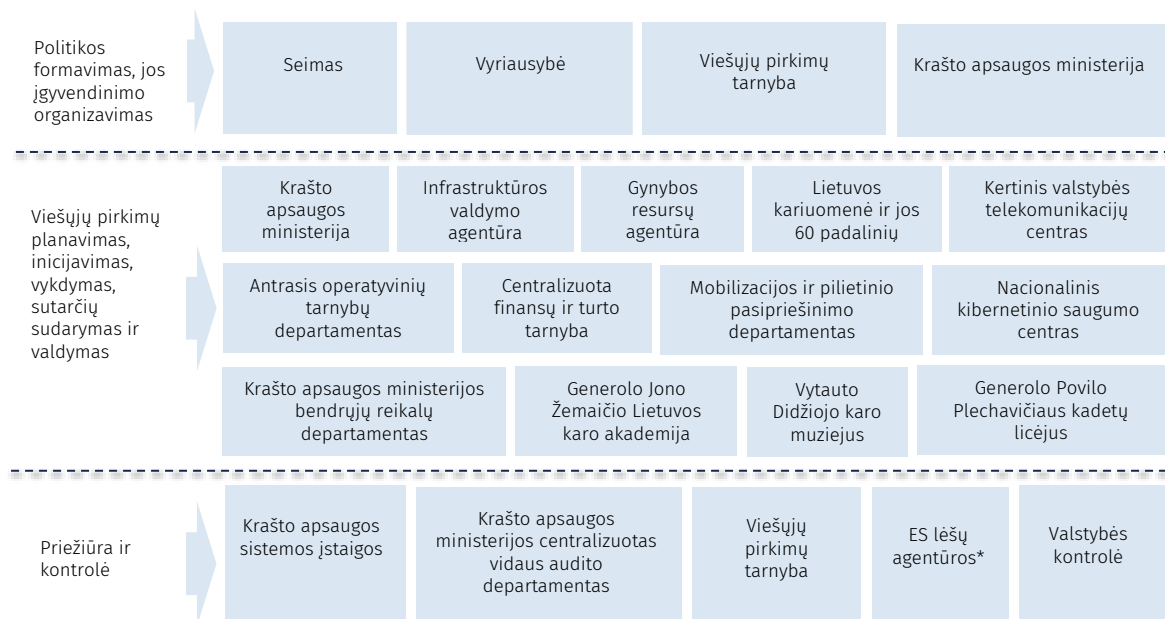 Politikos
formavimas, jos
įgyvendinimo
organizavimas
Seimas
Vyriausybė
Viešųjų pirkimų
tarnyba
Krašto apsaugos ministerija
Viešųjų pirkimų
planavimas,
inicijavimas,
vykdymas,
sutarčių
sudarymas ir
valdymas
Krašto
apsaugos
ministerija
Infrastruktūros
valdymo
agentūra
Gynybos
resursų
agentūra
Lietuvos
kariuomenė ir jos
60 padalinių
Kertinis valstybės
telekomunikacijų
centras
Antrasis operatyvinių
tarnybų
departamentas
Centralizuota
finansų ir turto
tarnyba
Mobilizacijos ir pilietinio
pasipriešinimo
departamentas
Nacionalinis
kibernetinio saugumo
centras
Krašto apsaugos ministerijos
bendrųjų reikalų
departamentas
Generolo Jono
Žemaičio Lietuvos
karo akademija
Vytauto
Didžiojo karo
muziejus
Generolo Povilo
Plechavičiaus kadetų
licėjus
Priežiūra ir
kontrolė
Krašto apsaugos
sistemos įstaigos
Krašto apsaugos
ministerijos centralizuotas
vidaus audito
departamentas
Viešųjų
pirkimų
tarnyba
ES lėšų
agentūros*
Valstybės
kontrolė